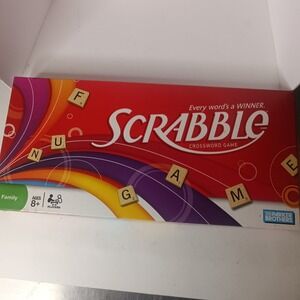 Every word's a WINNER.
SCRABBLE
CROSSWORD GAME
F
U
N
G
A
M
E
Family
AGES
8+
PARKER
BROTHERS